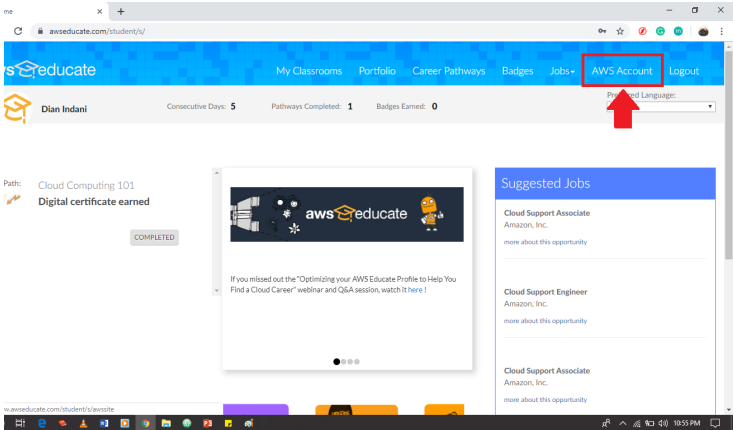 me
awseducate.com/student/s/
educate
My Classrooms Portfolio Career Pathways Badges Jobs AWS Account Logout
Dian Indani
Consecutive Days: 5
Pathways Completed: 1
Badges Earned: 0
Language:
Path:
Cloud Computing 101
Digital certificate earned
COMPLETED
aws educate
If you missed out the "Optimizing your AWS Educate Profile to Help You
Find a Cloud Career" webinar and Q&A session, watch it here !
Suggested Jobs
Cloud Support Associate
Amazon, Inc.
more about this opportunity
Cloud Support Engineer
Amazon, Inc.
more about this opportunity
Cloud Support Associate
Amazon, Inc.
more about this opportunity
w.awseducate.com/student/s/awssite
10:55 PM